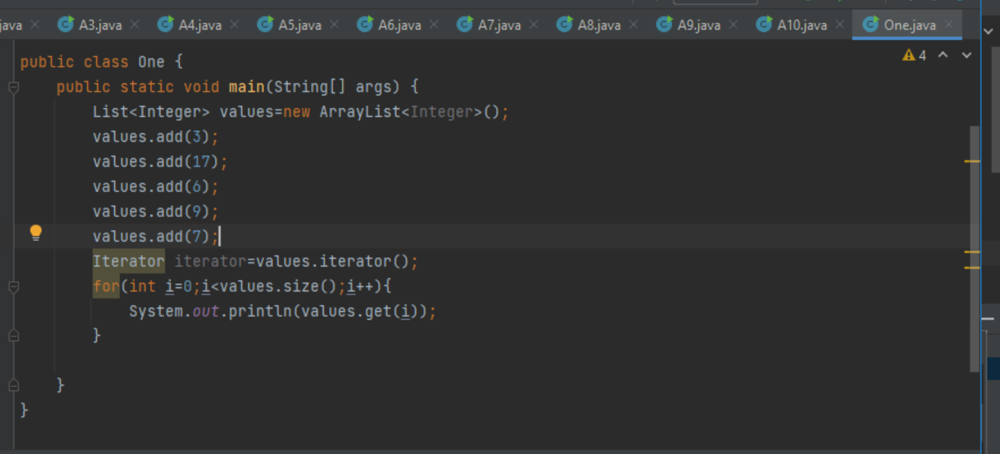 java A3.java A4.java A5.java A6.java A7.java A8.java A9.java A10.java One.java
public class One {
4
public static void main(String[] args) {
List<Integer> values=new ArrayList<Integer>();
values.add(3);
values.add(17);
values.add(6);
values.add(9);
values.add(7);
Iterator iterator=values.iterator();
for(int i=0;i<values.size();i++){
System.out.println(values.get(i));
}
}
}